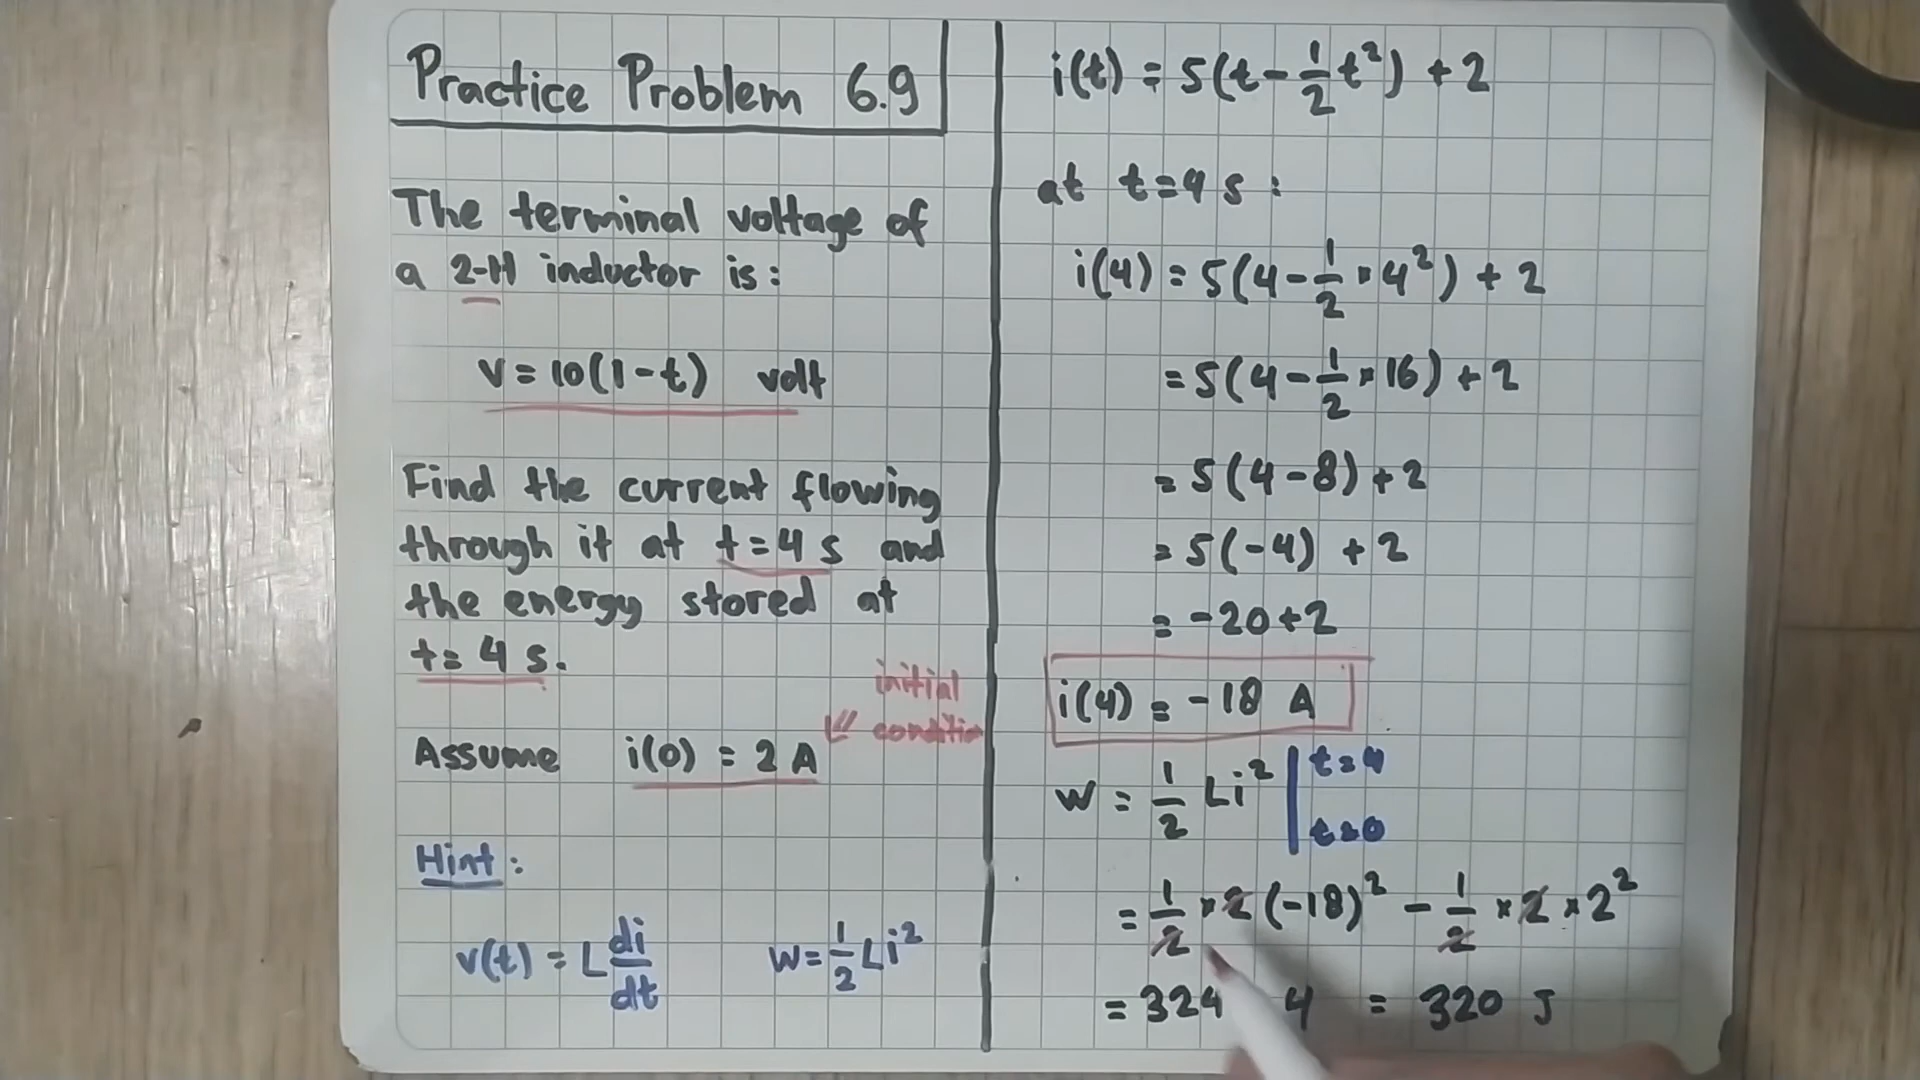 Practice Problem 6.9
The terminal voltage of
a 2-H inductor is:
v = 10(1-t) volt
Find the current flowing
through it at t=4 s and
the energy stored at
t= 4 s.
initial
condition
Assume i(0) = 2 A
Hint:
v(t) = L di/dt w = 1/2 Li²
i(t) = 5(t - 1/2 t²) + 2
at t=4 s:
i(4) = 5(4 - 1/2 × 4²) + 2
= 5(4 - 1/2 × 16) + 2
= 5(4-8) + 2
= 5(-4) + 2
= -20+2
i(4) = -18 A
w = 1/2 Li² | t=4
t=0
= 1/2 × 2 (-18)² - 1/2 × 2 × 2²
= 324 4 = 320 J